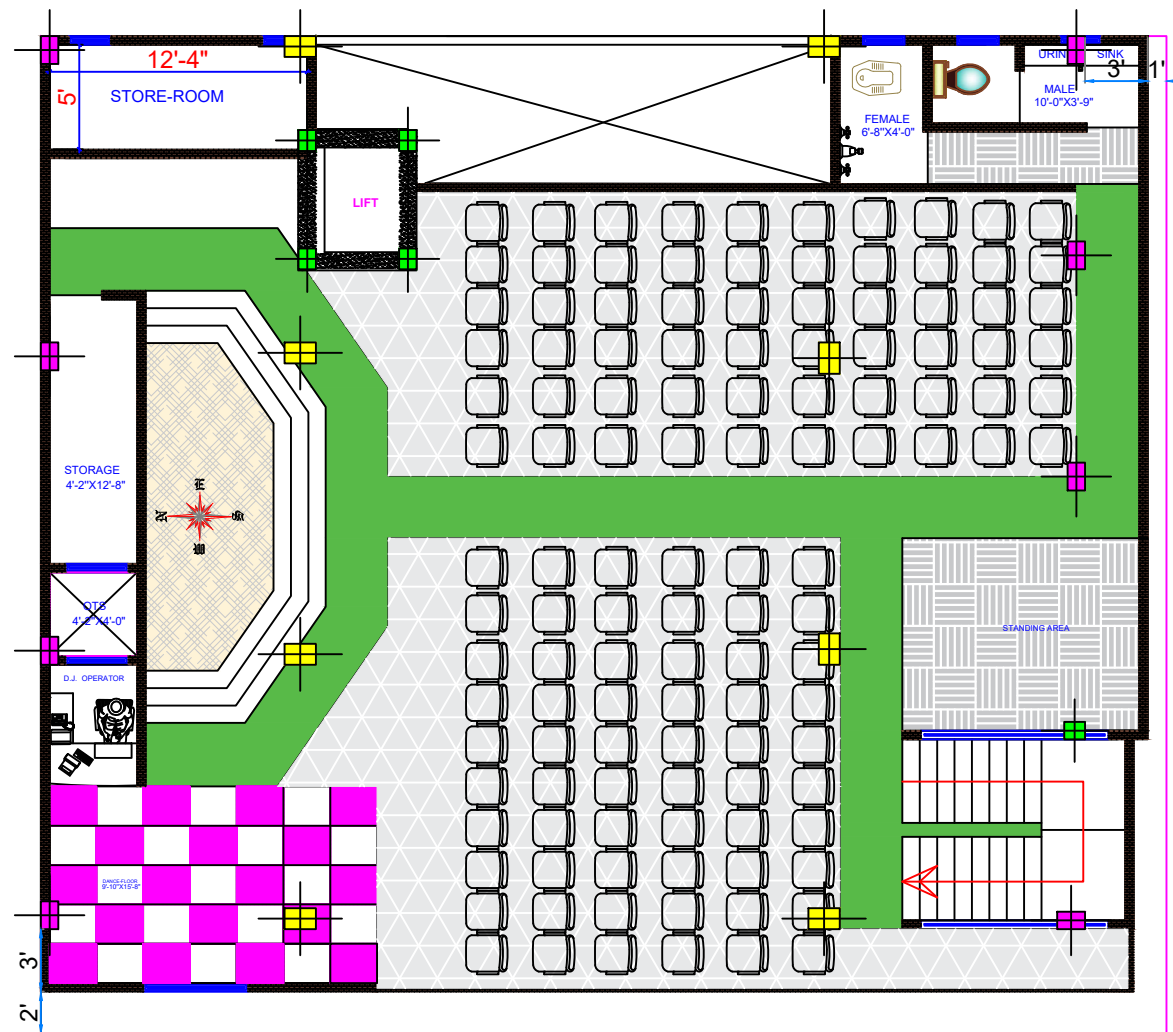 12'-4"
5'
STORE-ROOM
URIN
SINK
3'
1'
MALE
10'-0"X3'-9"
FEMALE
6'-8"X4'-0"
LIFT
STORAGE
4'-2"X12'-8"
N
S
OTS
4'-2"X4'-0"
D.J. OPERATOR
STANDING AREA
DANCE-FLOOR
9'-10"X15'-8"
3'
2'